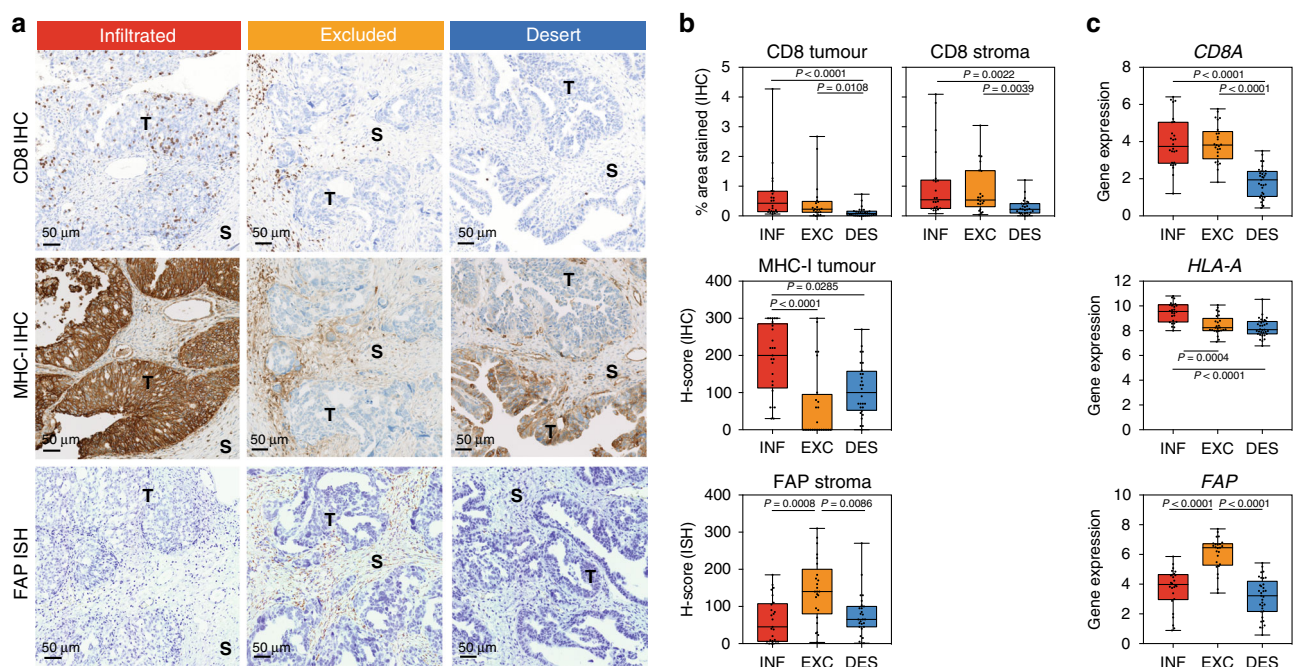 a
Infiltrated Excluded Desert
CD8 IHC
T
S
50 µm
S
T
50 µm
T
S
50 µm
MHC-I IHC
T
S
50 µm
S
T
50 µm
T
S
T
50 µm
FAP ISH
T
S
50 µm
T
S
50 µm
S
T
50 µm
b
CD8 tumour
% area stained (IHC)
5
4
3
2
1
0
P < 0.0001
P = 0.0108
INF EXC DES
CD8 stroma
P = 0.0022
P = 0.0039
INF EXC DES
MHC-I tumour
H-score (IHC)
400
300
200
100
0
P = 0.0285
P < 0.0001
INF EXC DES
FAP stroma
H-score (ISH)
400
300
200
100
0
P = 0.0008 P = 0.0086
INF EXC DES
c
CD8A
Gene expression
8
6
4
2
0
P < 0.0001
P < 0.0001
INF EXC DES
HLA-A
Gene expression
12
10
8
6
4
2
0
P = 0.0004
P < 0.0001
INF EXC DES
FAP
Gene expression
10
8
6
4
2
0
P < 0.0001 P < 0.0001
INF EXC DES